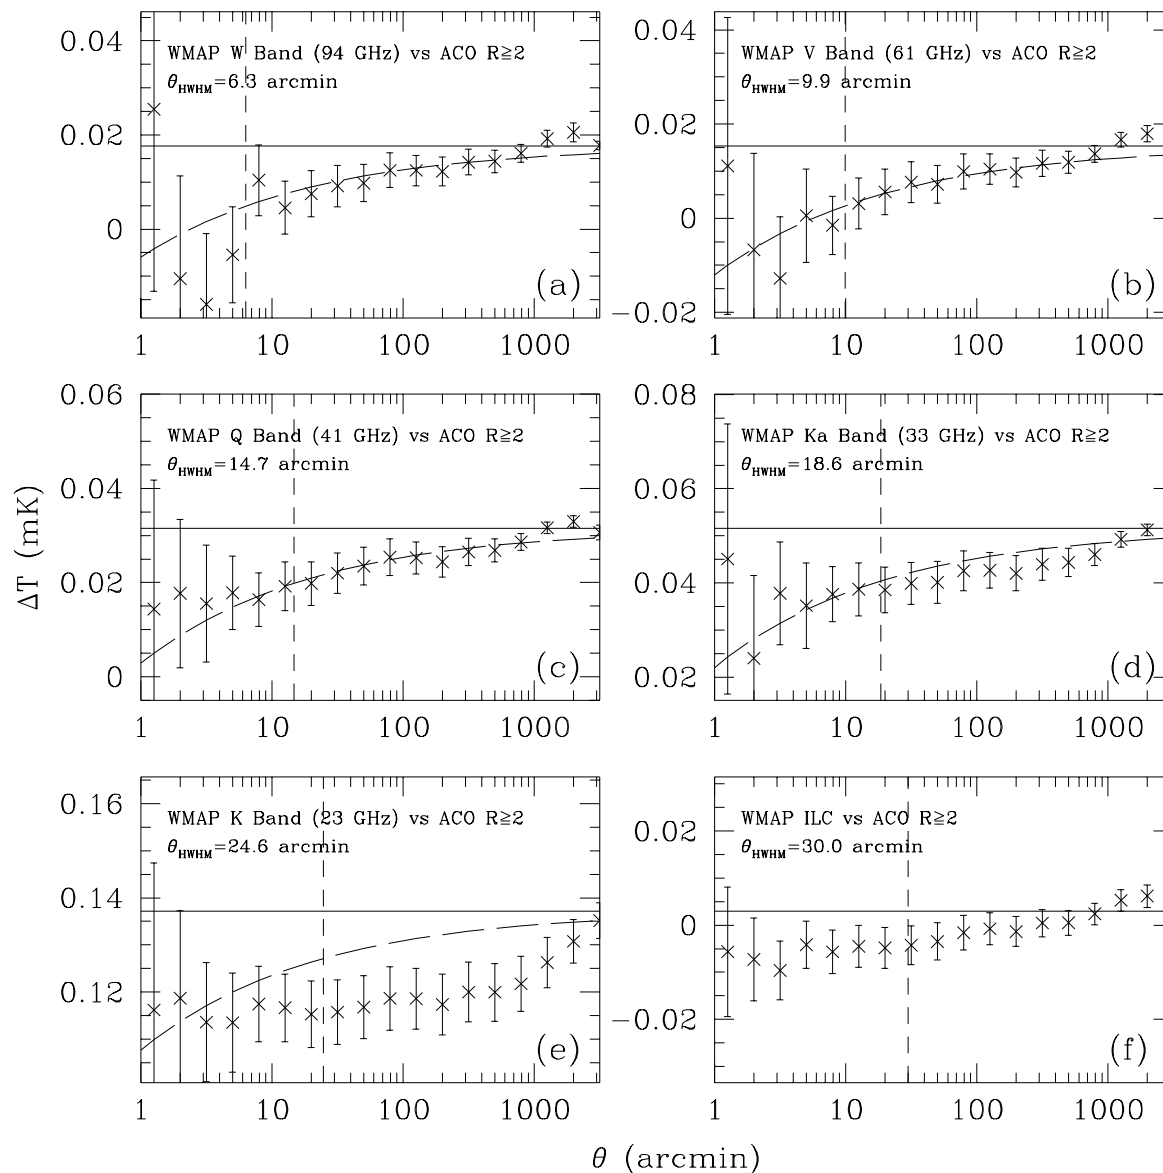 WMAP W Band (94 GHz) vs ACO R≧2
θHWHM=6.3 arcmin
0.04
0.02
0
(a)
1 10 100 1000
WMAP V Band (61 GHz) vs ACO R≧2
θHWHM=9.9 arcmin
0.04
0.02
0
−0.02
(b)
1 10 100 1000
WMAP Q Band (41 GHz) vs ACO R≧2
θHWHM=14.7 arcmin
0.06
0.04
0.02
0
(c)
1 10 100 1000
WMAP Ka Band (33 GHz) vs ACO R≧2
θHWHM=18.6 arcmin
0.08
0.06
0.04
0.02
(d)
1 10 100 1000
ΔT (mK)
WMAP K Band (23 GHz) vs ACO R≧2
θHWHM=24.6 arcmin
0.16
0.14
0.12
(e)
1 10 100 1000
WMAP ILC vs ACO R≧2
θHWHM=30.0 arcmin
0.02
0
−0.02
(f)
1 10 100 1000
θ (arcmin)